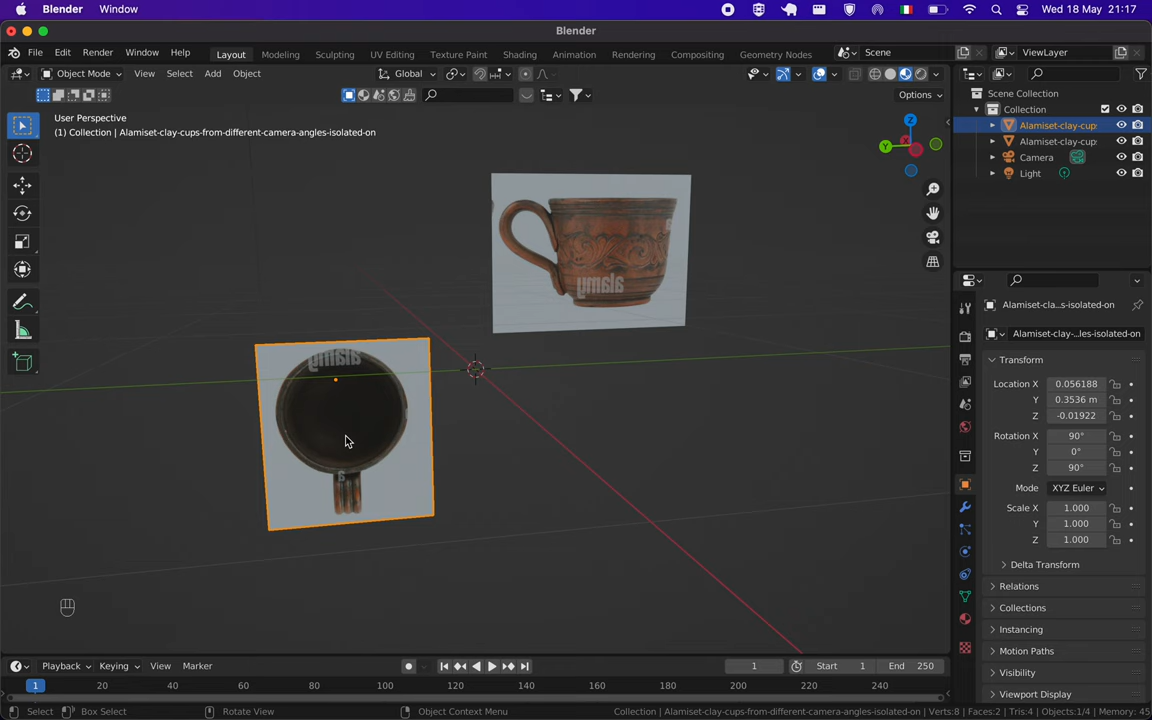 Blender Window Wed 18 May 21:17
Blender
File Edit Render Window Help Layout Modeling Sculpting UV Editing Texture Paint Shading Animation Rendering Compositing Geometry Nodes Scene ViewLayer
Object Mode View Select Add Object Global
Options
User Perspective
(1) Collection | Alamiset-clay-cups-from-different-camera-angles-isolated-on
X Y Z
alamy
alamy
a
Scene Collection
Collection
Alamiset-clay-cup:
Alamiset-clay-cup:
Camera
Light
Alamiset-cla...s-isolated-on
Alamiset-clay-...les-isolated-on
Transform
Location X 0.056188
Y 0.3536 m
Z -0.01922
Rotation X 90°
Y 0°
Z 90°
Mode XYZ Euler
Scale X 1.000
Y 1.000
Z 1.000
Delta Transform
Relations
Collections
Instancing
Motion Paths
Visibility
Viewport Display
Playback Keying View Marker 1 Start 1 End 250
1 20 40 60 80 100 120 140 160 180 200 220 240
Select Box Select Rotate View Object Context Menu Collection | Alamiset-clay-cups-from-different-camera-angles-isolated-on | Verts:8 | Faces:2 | Tris:4 | Objects:1/4 | Memory: 45